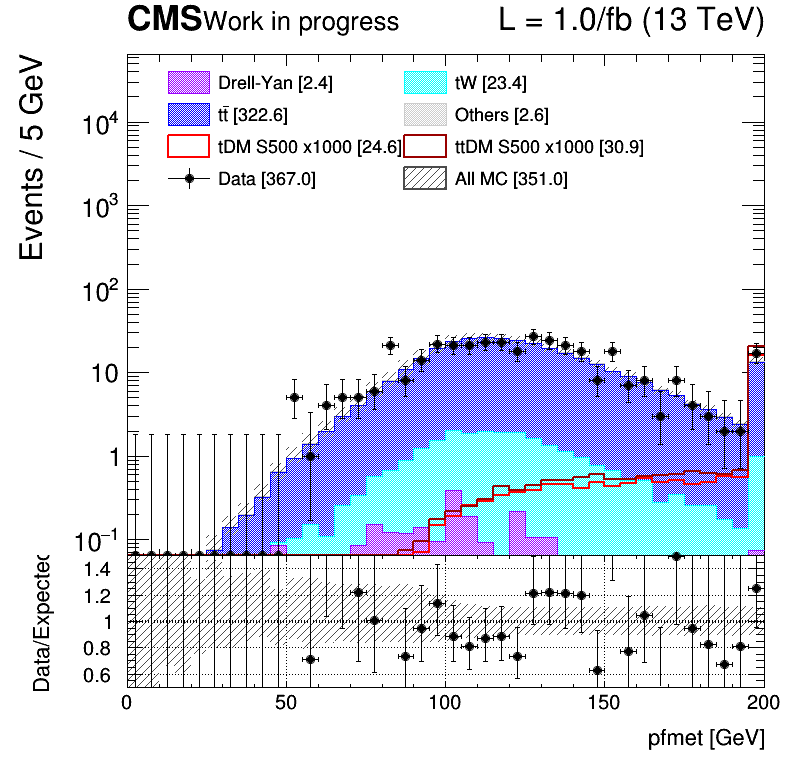 CMS Work in progress L = 1.0/fb (13 TeV)
Events / 5 GeV
Drell-Yan [2.4] tW [23.4]
tt̄ [322.6] Others [2.6]
tDM S500 x1000 [24.6] ttDM S500 x1000 [30.9]
Data [367.0] All MC [351.0]
10⁴
10³
10²
10
1
10⁻¹
Data/Expected
1.4
1.2
1
0.8
0.6
0 50 100 150 200
pfmet [GeV]